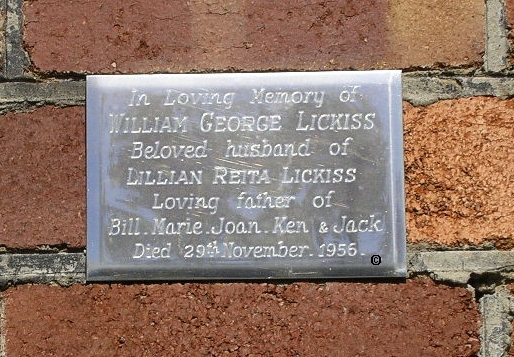 In Loving Memory of
WILLIAM GEORGE LICKISS
Beloved husband of
LILLIAN REITA LICKISS
Loving father of
Bill. Marie. Joan. Ken & Jack
Died 29th November. 1956.
©